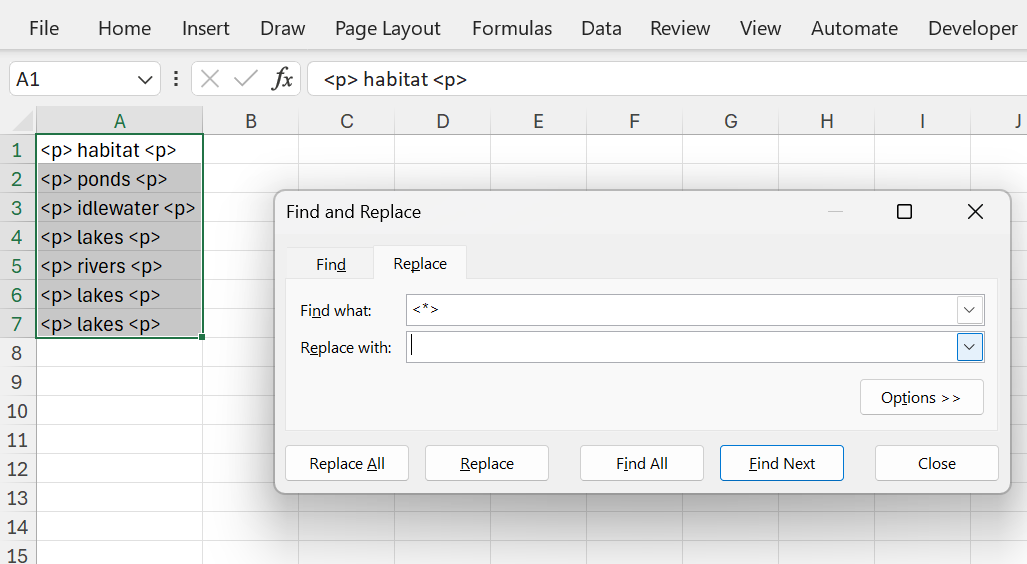 File Home Insert Draw Page Layout Formulas Data Review View Automate Developer
A1 fx <p> habitat <p>
A B C D E F G H I J
1 <p> habitat <p>
2 <p> ponds <p>
3 <p> idlewater <p>
4 <p> lakes <p>
5 <p> rivers <p>
6 <p> lakes <p>
7 <p> lakes <p>
8
9
10
11
12
13
14
15
Find and Replace
Find Replace
Find what: <*>
Replace with:
Options >>
Replace All Replace Find All Find Next Close